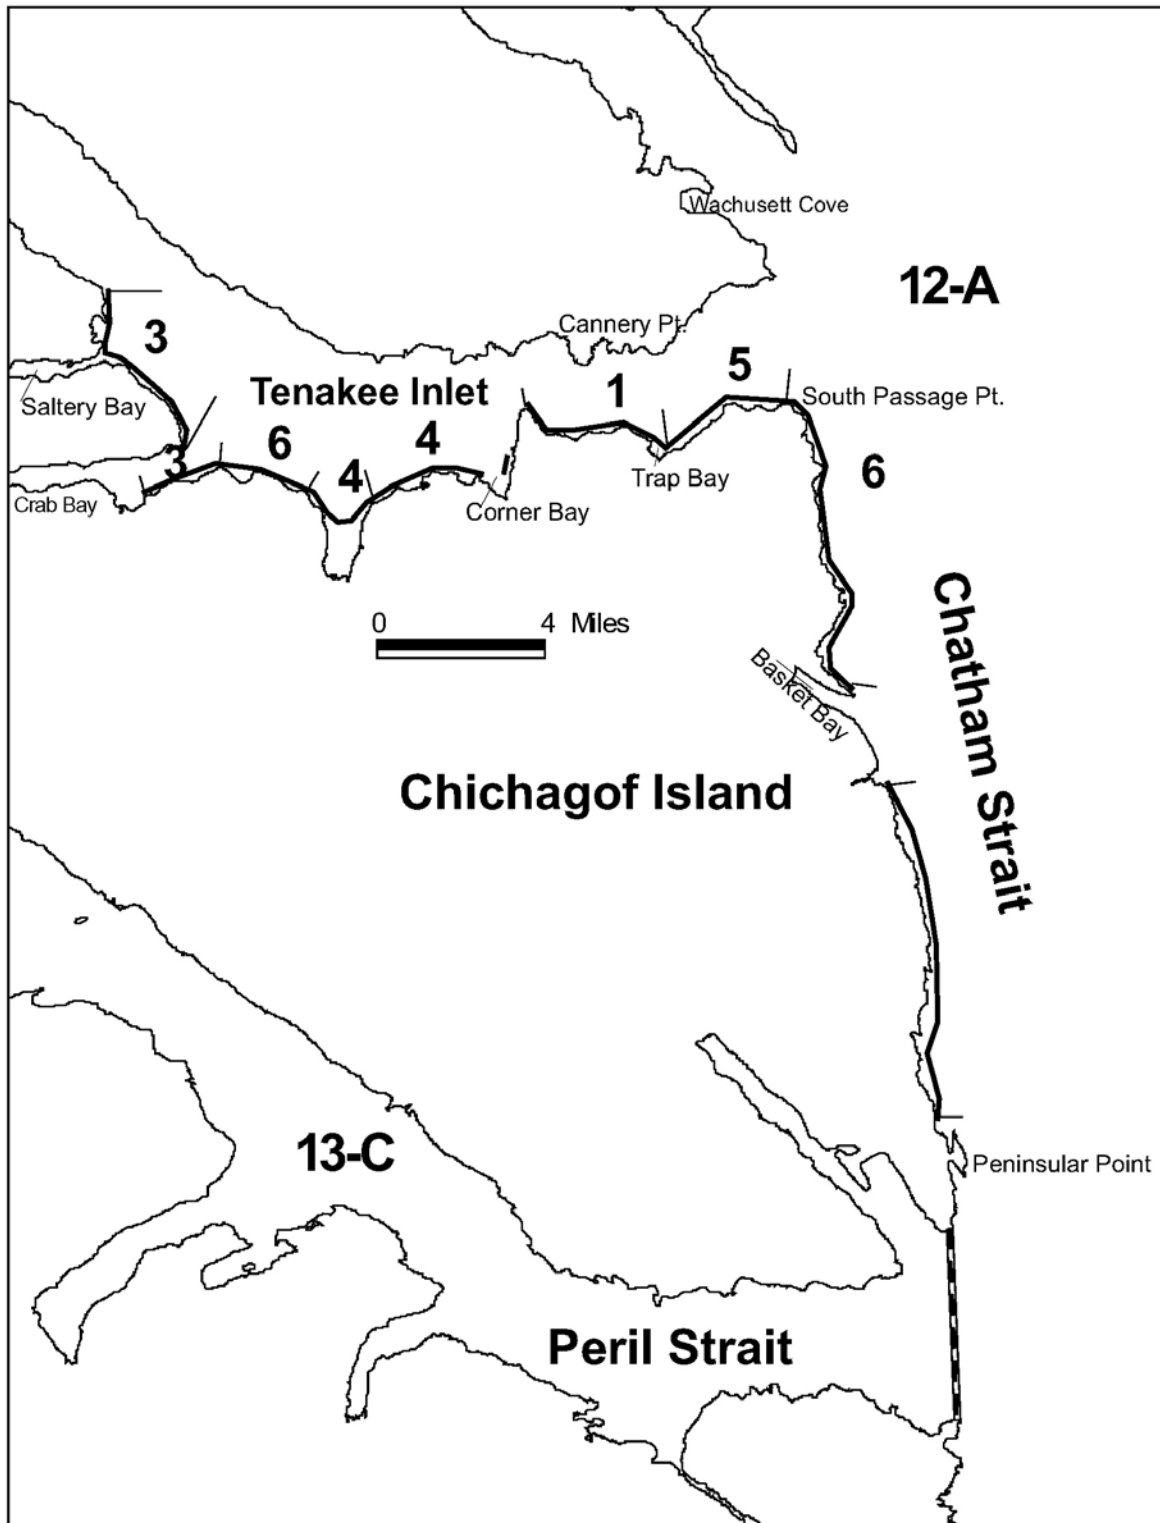 Wachusett Cove
12-A
Cannery Pt.
3
Tenakee Inlet
1
5
South Passage Pt.
Saltery Bay
6
4
3
4
6
Trap Bay
Crab Bay
Corner Bay
0 4 Miles
Basket Bay
Chatham Strait
Chichagof Island
13-C
Peninsular Point
Peril Strait